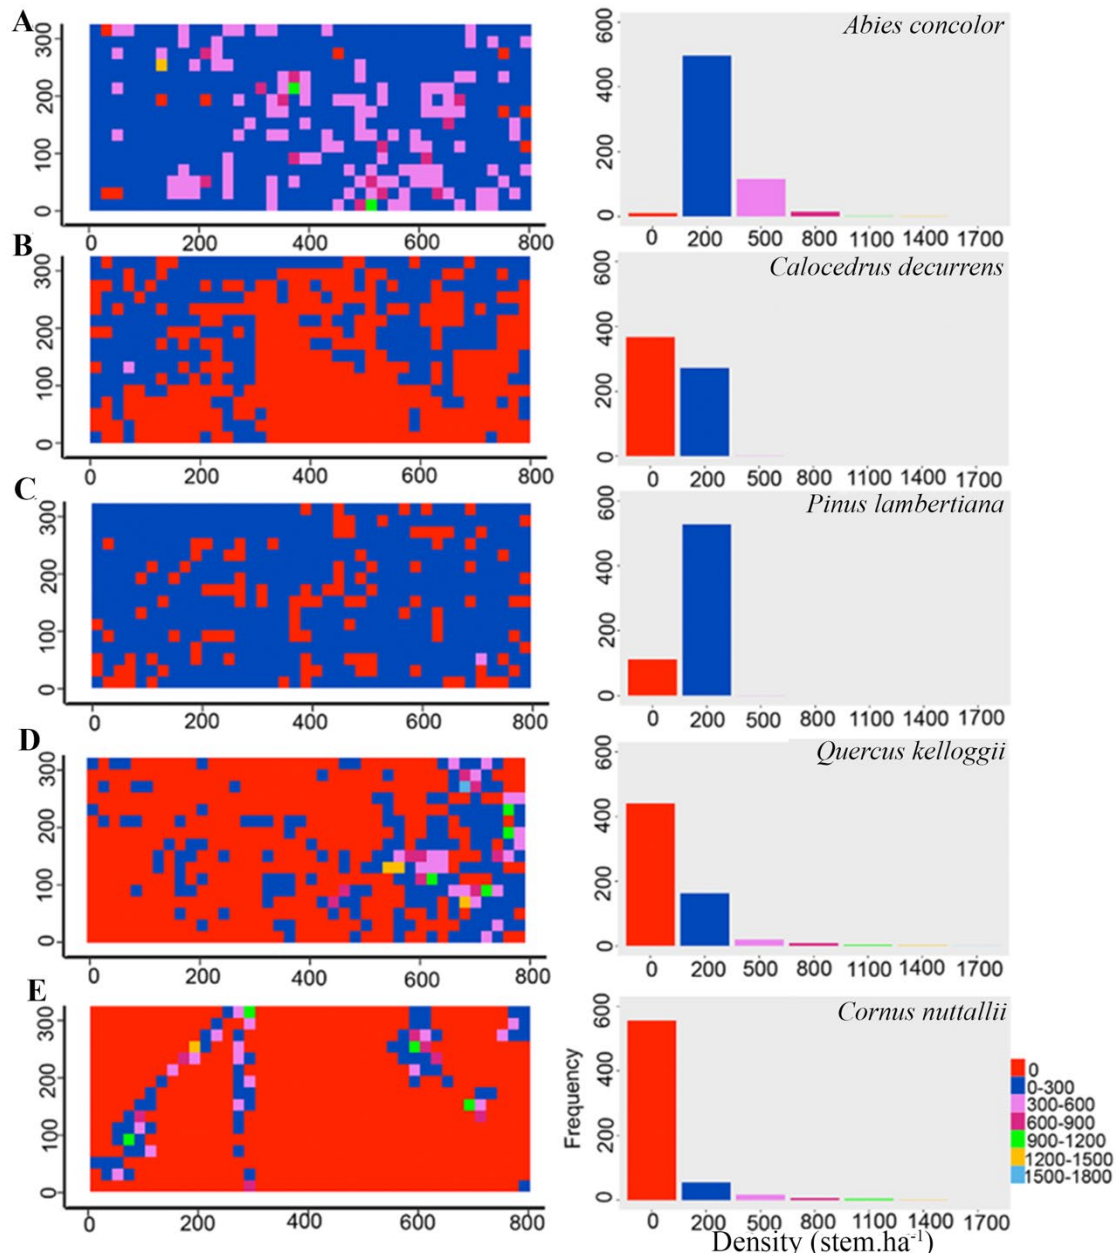 A
Abies concolor
300
200
100
0
0 200 400 600 800
600
400
200
0
0 200 500 800 1100 1400 1700
B
Calocedrus decurrens
300
200
100
0
0 200 400 600 800
600
400
200
0
0 200 500 800 1100 1400 1700
C
Pinus lambertiana
300
200
100
0
0 200 400 600 800
600
400
200
0
0 200 500 800 1100 1400 1700
D
Quercus kelloggii
300
200
100
0
0 200 400 600 800
600
400
200
0
0 200 500 800 1100 1400 1700
E
Cornus nuttallii
300
200
100
0
0 200 400 600 800
Frequency
600
400
200
0
0 200 500 800 1100 1400 1700
Density (stem.ha⁻¹)
0
0-300
300-600
600-900
900-1200
1200-1500
1500-1800